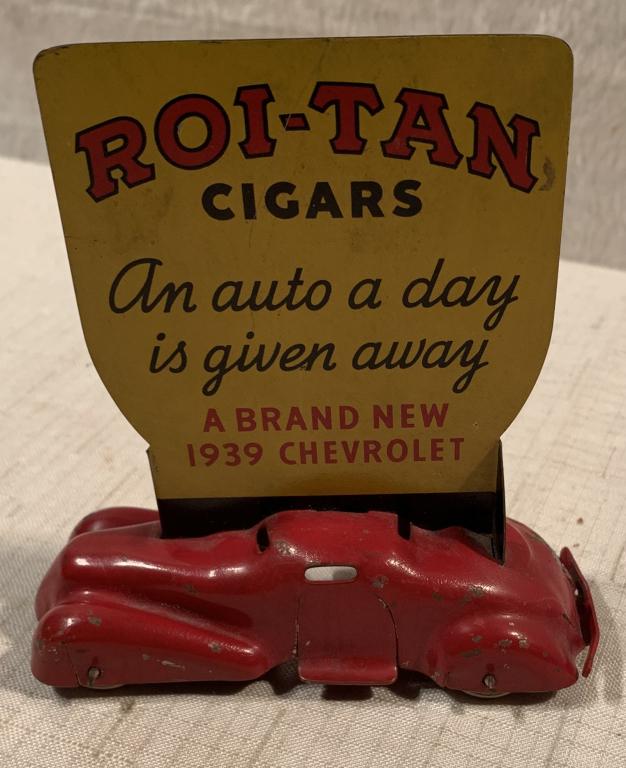 ROI-TAN
CIGARS
An auto a day
is given away
A BRAND NEW
1939 CHEVROLET